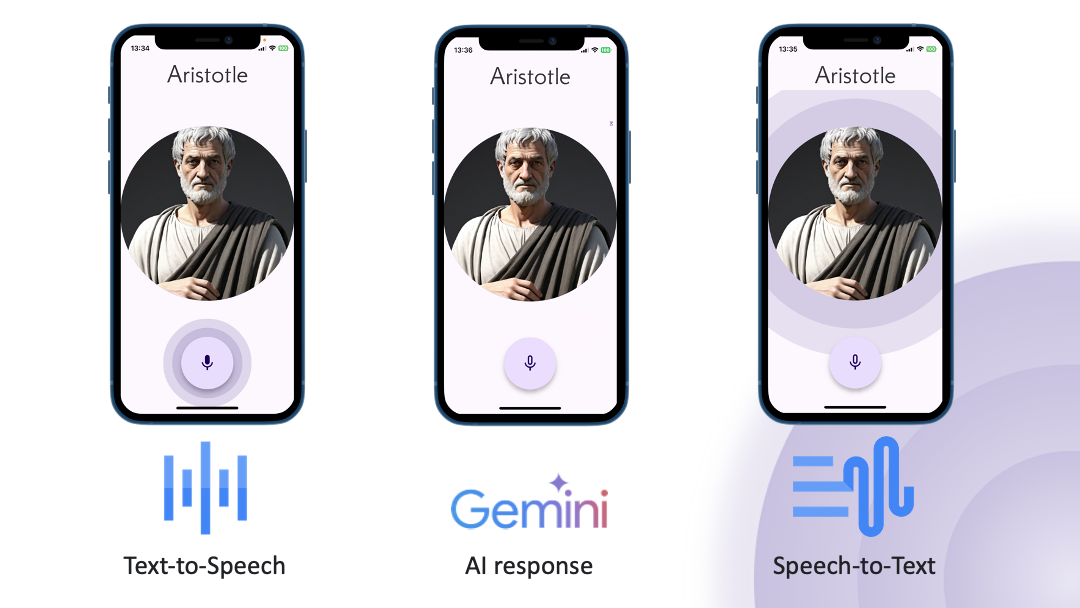 13:34
Aristotle
13:36
Aristotle
13:35
Aristotle
Text-to-Speech
Gemini
AI response
Speech-to-Text